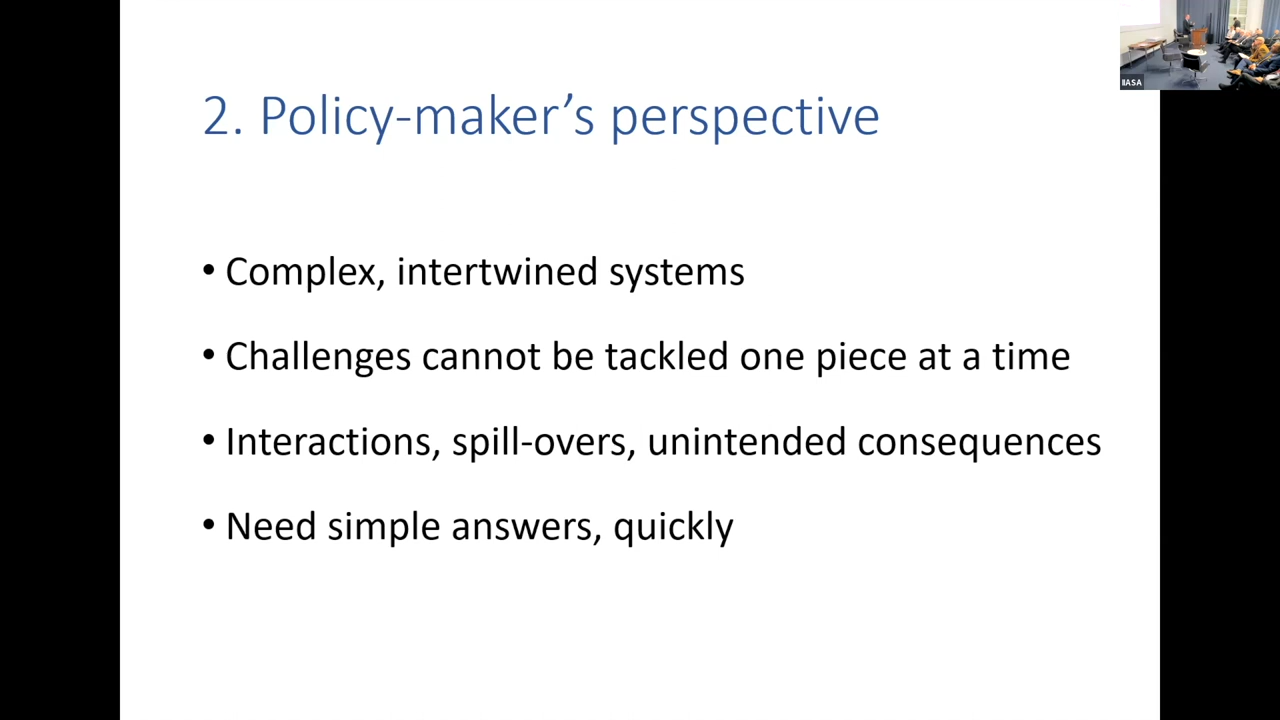 IIASA
2. Policy-maker’s perspective
• Complex, intertwined systems
• Challenges cannot be tackled one piece at a time
• Interactions, spill-overs, unintended consequences
• Need simple answers, quickly